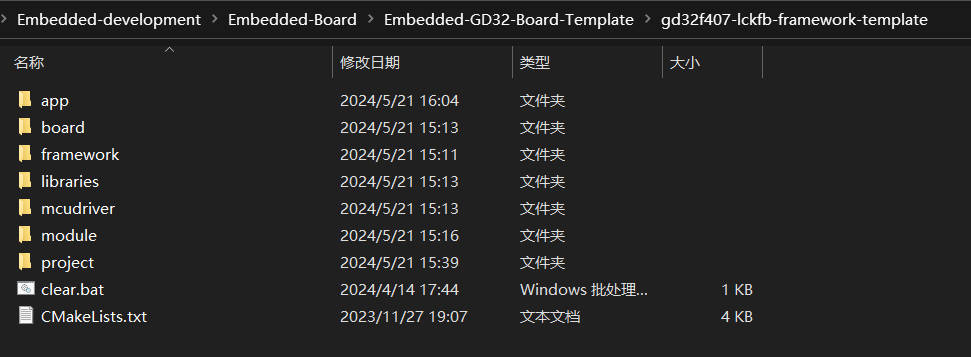 > Embedded-development > Embedded-Board > Embedded-GD32-Board-Template > gd32f407-lckfb-framework-template
名称 修改日期 类型 大小
app 2024/5/21 16:04 文件夹
board 2024/5/21 15:13 文件夹
framework 2024/5/21 15:11 文件夹
libraries 2024/5/21 15:13 文件夹
mcudriver 2024/5/21 15:13 文件夹
module 2024/5/21 15:16 文件夹
project 2024/5/21 15:39 文件夹
clear.bat 2024/4/14 17:44 Windows 批处理... 1 KB
CMakeLists.txt 2023/11/27 19:07 文本文档 4 KB